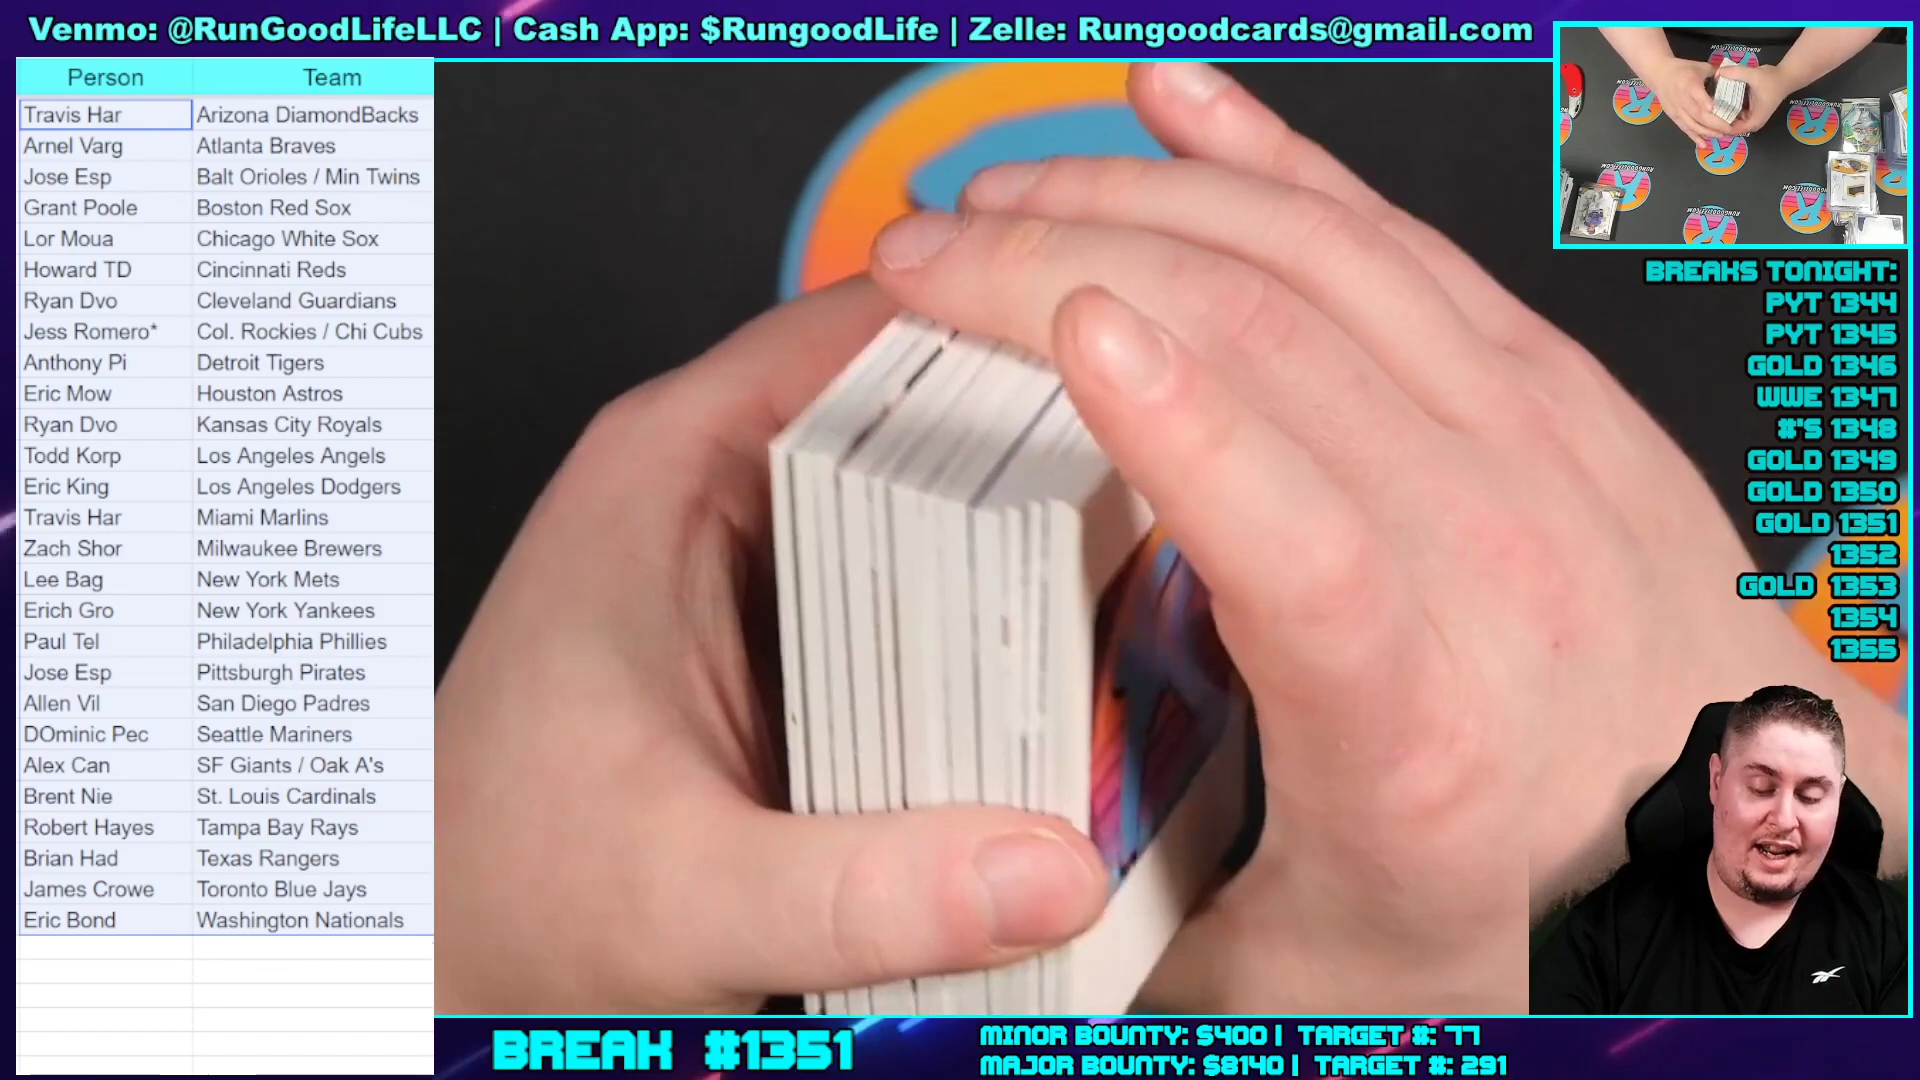 Venmo: @RunGoodLifeLLC | Cash App: $RungoodLife | Zelle: Rungoodcards@gmail.com
Person Team
Travis Har Arizona DiamondBacks
Arnel Varg Atlanta Braves
Jose Esp Balt Orioles / Min Twins
Grant Poole Boston Red Sox
Lor Moua Chicago White Sox
Howard TD Cincinnati Reds
Ryan Dvo Cleveland Guardians
Jess Romero* Col. Rockies / Chi Cubs
Anthony Pi Detroit Tigers
Eric Mow Houston Astros
Ryan Dvo Kansas City Royals
Todd Korp Los Angeles Angels
Eric King Los Angeles Dodgers
Travis Har Miami Marlins
Zach Shor Milwaukee Brewers
Lee Bag New York Mets
Erich Gro New York Yankees
Paul Tel Philadelphia Phillies
Jose Esp Pittsburgh Pirates
Allen Vil San Diego Padres
DOminic Pec Seattle Mariners
Alex Can SF Giants / Oak A's
Brent Nie St. Louis Cardinals
Robert Hayes Tampa Bay Rays
Brian Had Texas Rangers
James Crowe Toronto Blue Jays
Eric Bond Washington Nationals
BREAKS TONIGHT:
PYT 1344
PYT 1345
GOLD 1346
WWE 1347
#'S 1348
GOLD 1349
GOLD 1350
GOLD 1351
1352
GOLD 1353
1354
1355
BREAK #1351
MINOR BOUNTY: $400 | TARGET #: 77
MAJOR BOUNTY: $8140 | TARGET #: 291